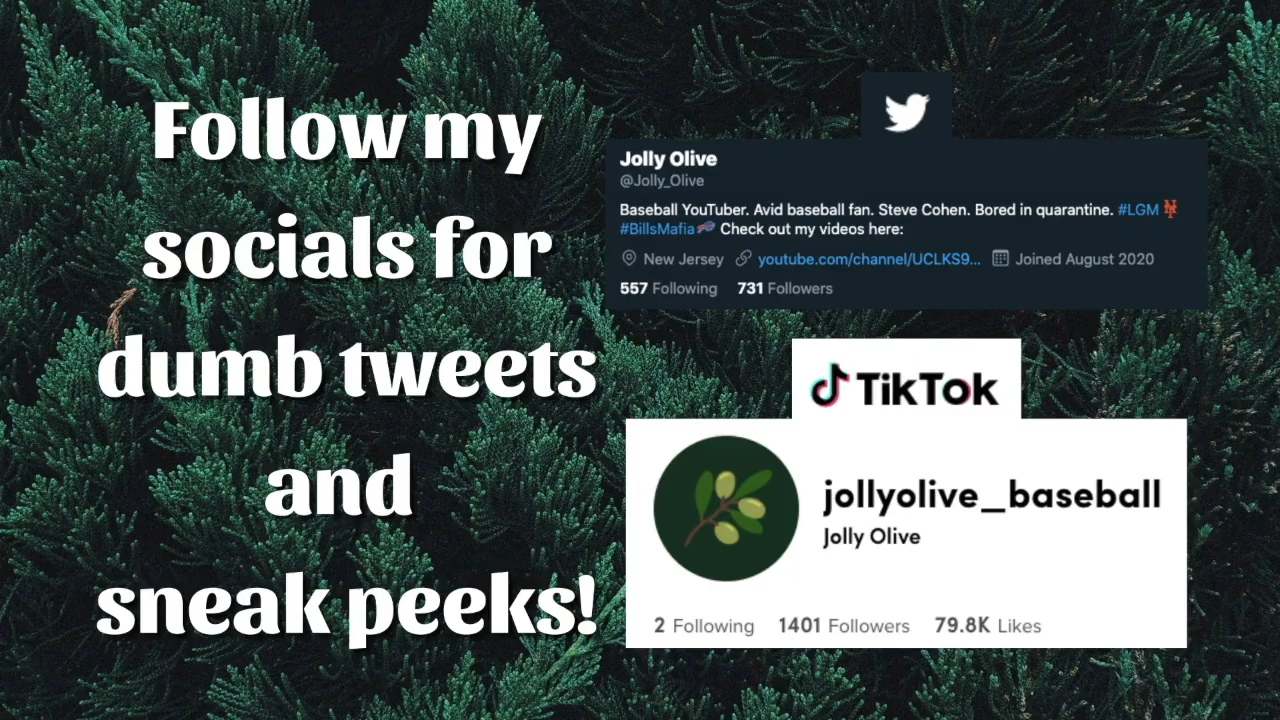 Follow my
socials for
dumb tweets
and
sneak peeks!
Jolly Olive
@Jolly_Olive
Baseball YouTuber. Avid baseball fan. Steve Cohen. Bored in quarantine. #LGM
#BillsMafia Check out my videos here:
New Jersey youtube.com/channel/UCLKS9... Joined August 2020
557 Following 731 Followers
TikTok
jollyolive_baseball
Jolly Olive
2 Following 1401 Followers 79.8K Likes